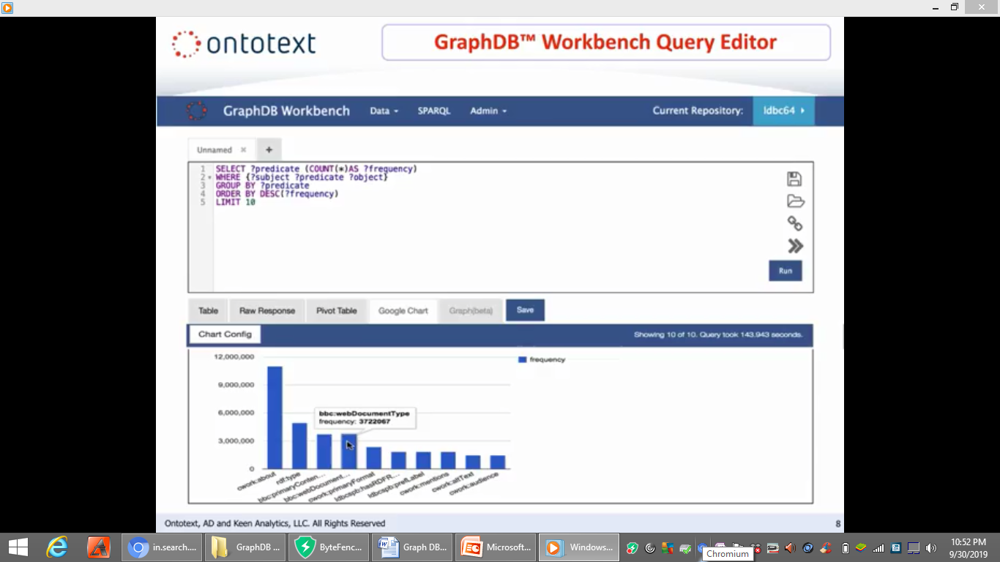 ontotext
GraphDB™ Workbench Query Editor
GraphDB Workbench Data SPARQL Admin Current Repository: ldbc64
Unnamed × +
1 SELECT ?predicate (COUNT(*)AS ?frequency)
2 WHERE {?subject ?predicate ?object}
3 GROUP BY ?predicate
4 ORDER BY DESC(?frequency)
5 LIMIT 10
Run
Table Raw Response Pivot Table Google Chart Graph(beta) Save
Chart Config Showing 10 of 10. Query took 143.943 seconds.
12,000,000
9,000,000
6,000,000
3,000,000
0
frequency
bbc:webDocumentType
frequency: 3722067
cwork:about
rdf:type
bbc:primaryConten...
bbc:webDocument...
cwork:primaryFormat
ldbcspb:hasRDFR...
ldbcspb:prefLabel
cwork:mentions
cwork:altText
cwork:audience
Ontotext, AD and Keen Analytics, LLC. All Rights Reserved 8
in.search.... GraphDB ... ByteFenc... Graph DB... Microsoft... Windows...
Chromium
10:52 PM
9/30/2019